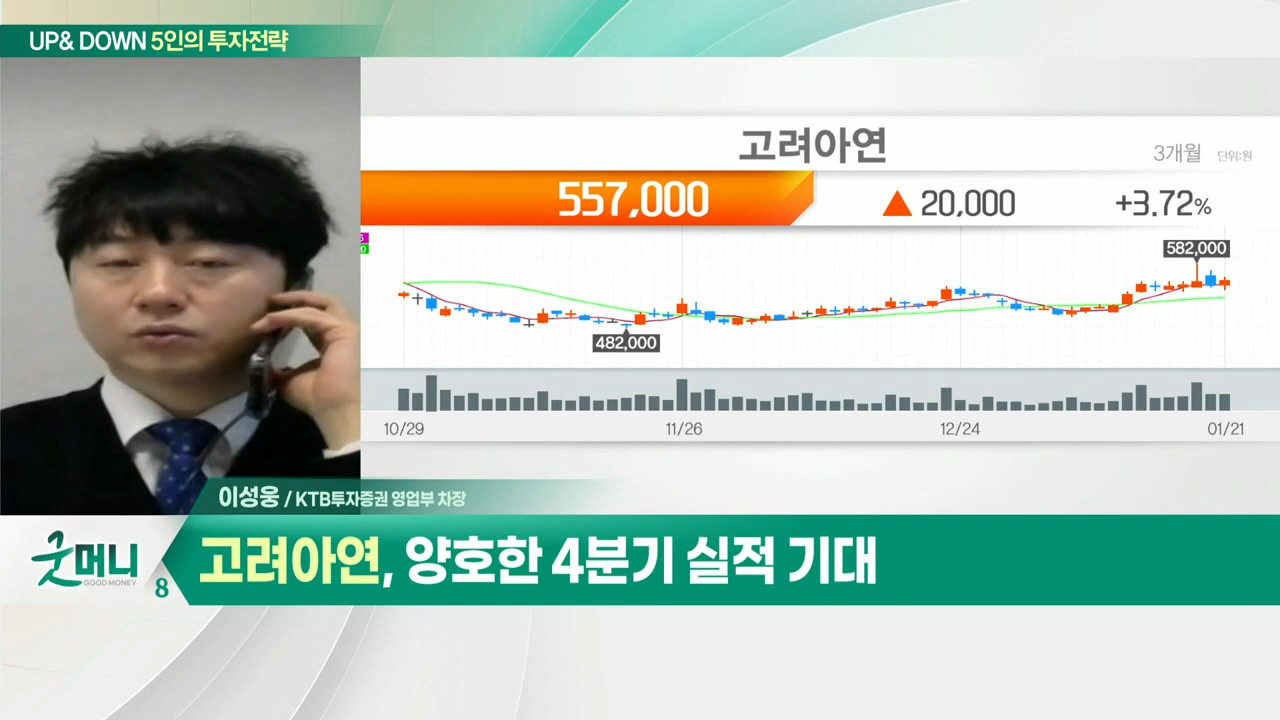 UP& DOWN 5인의 투자전략
고려아연
3개월 단위:원
557,000 ▲ 20,000 +3.72%
582,000
482,000
10/29 11/26 12/24 01/21
이성웅 / KTB투자증권 영업부 차장
굿머니
GOOD MONEY
8
고려아연, 양호한 4분기 실적 기대